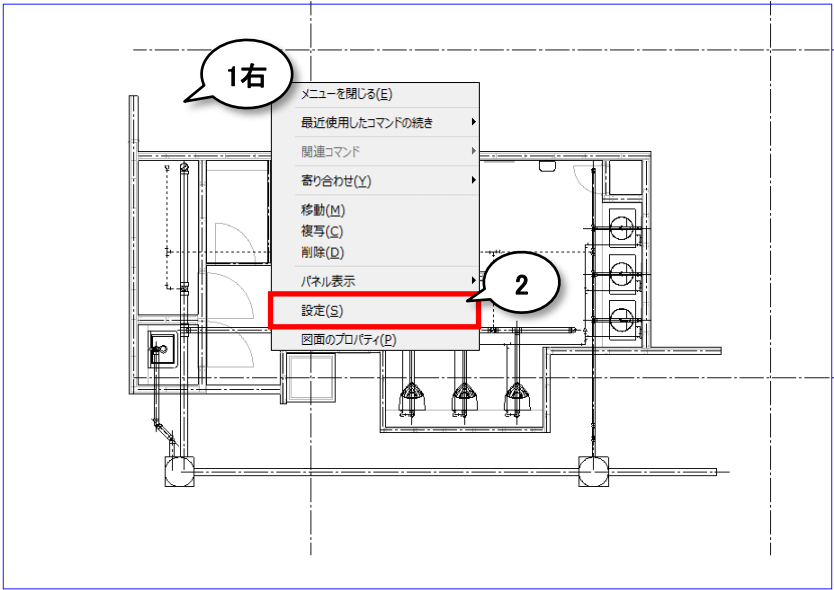 1右
メニューを閉じる(E)
最近使用したコマンドの続き
関連コマンド
寄り合わせ(Y)
移動(M)
複写(C)
削除(D)
パネル表示
2
設定(S)
図面のプロパティ(P)